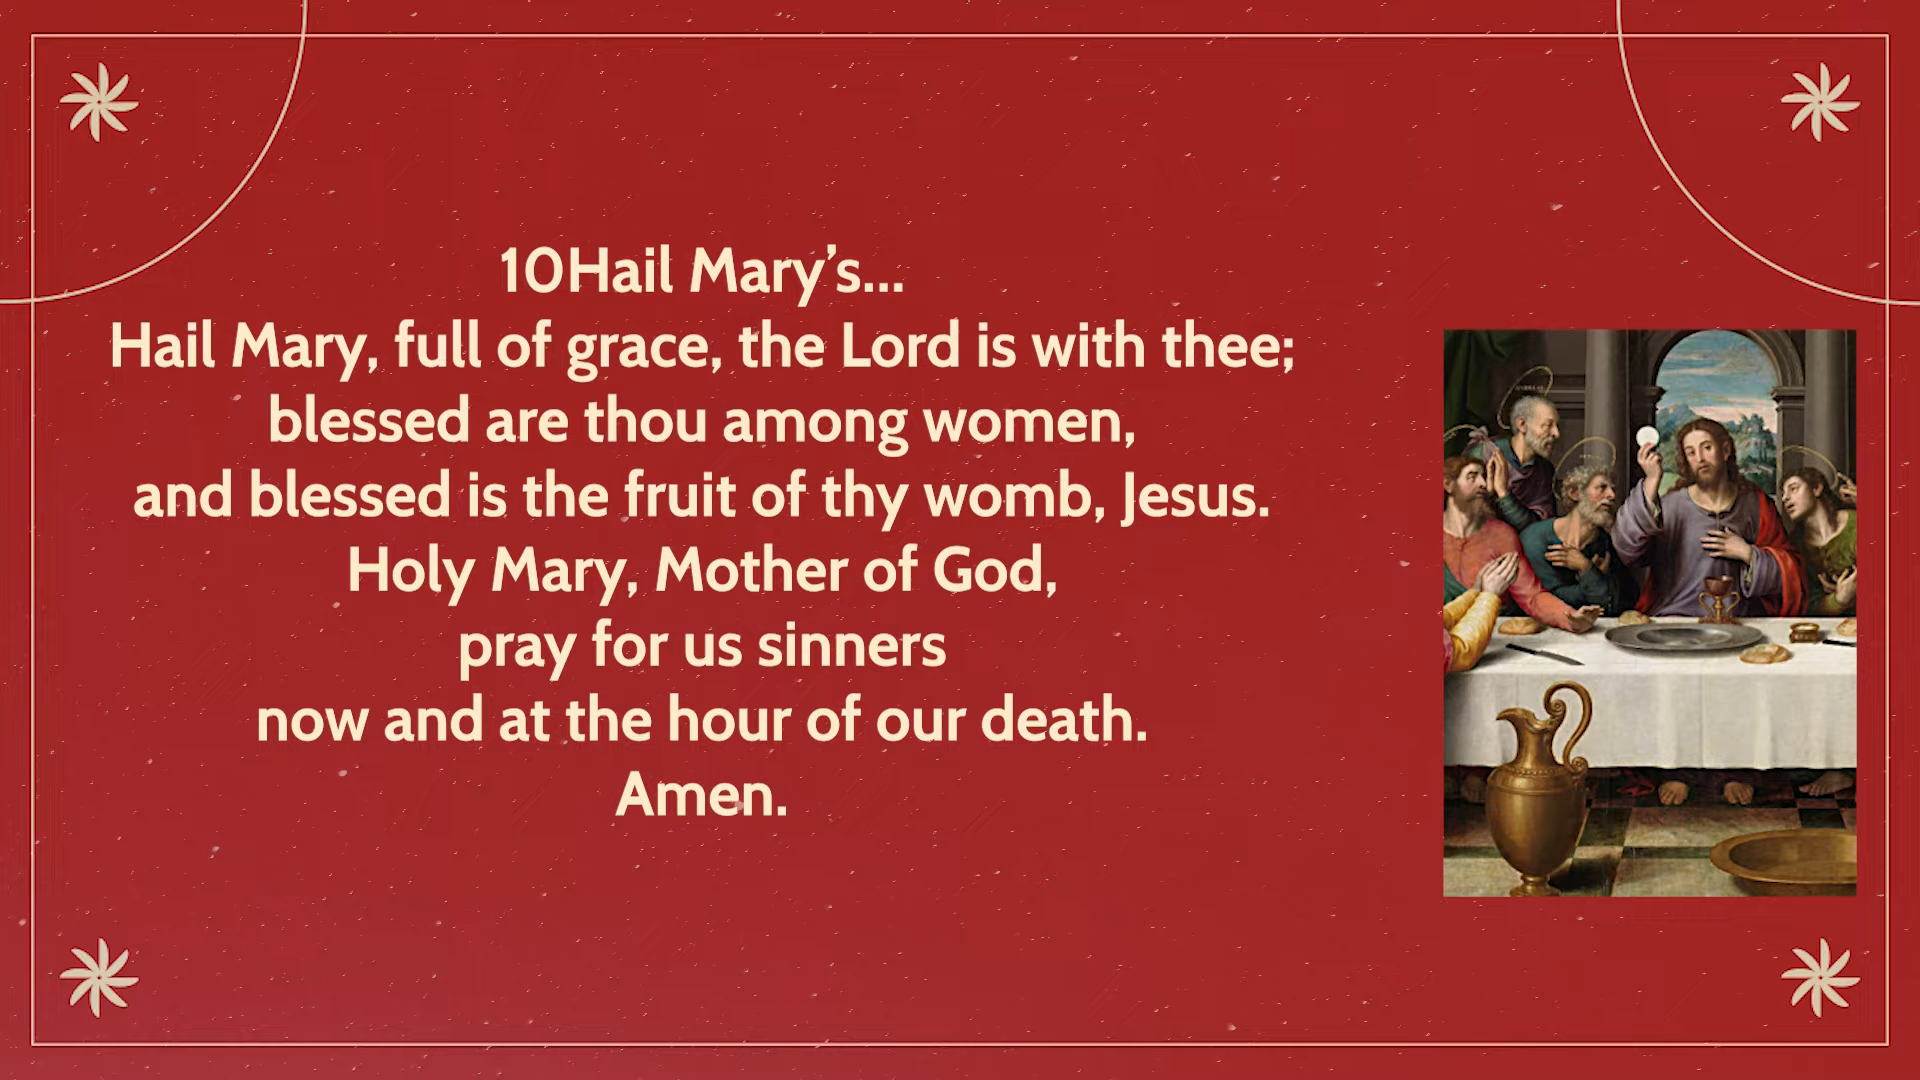 10Hail Mary’s...
Hail Mary, full of grace, the Lord is with thee;
blessed are thou among women,
and blessed is the fruit of thy womb, Jesus.
Holy Mary, Mother of God,
pray for us sinners
now and at the hour of our death.
Amen.